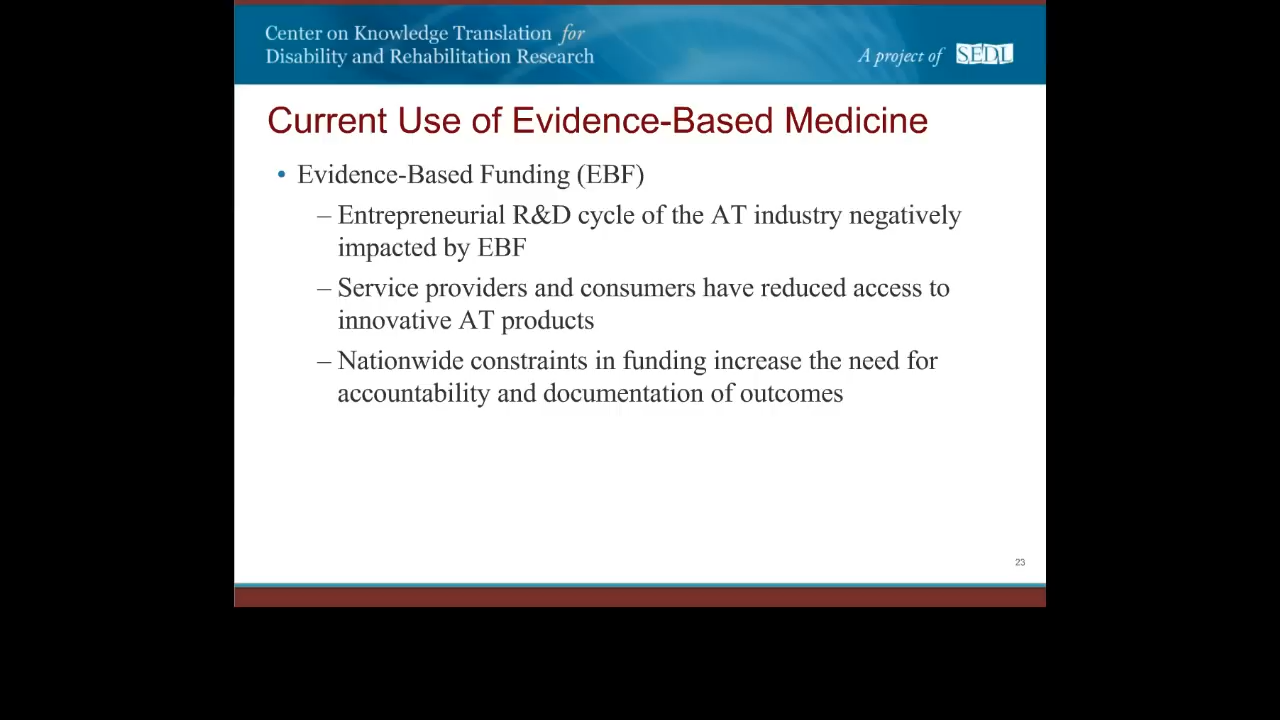 Center on Knowledge Translation for
Disability and Rehabilitation Research
A project of SEDL
Current Use of Evidence-Based Medicine
• Evidence-Based Funding (EBF)
– Entrepreneurial R&D cycle of the AT industry negatively
impacted by EBF
– Service providers and consumers have reduced access to
innovative AT products
– Nationwide constraints in funding increase the need for
accountability and documentation of outcomes
23